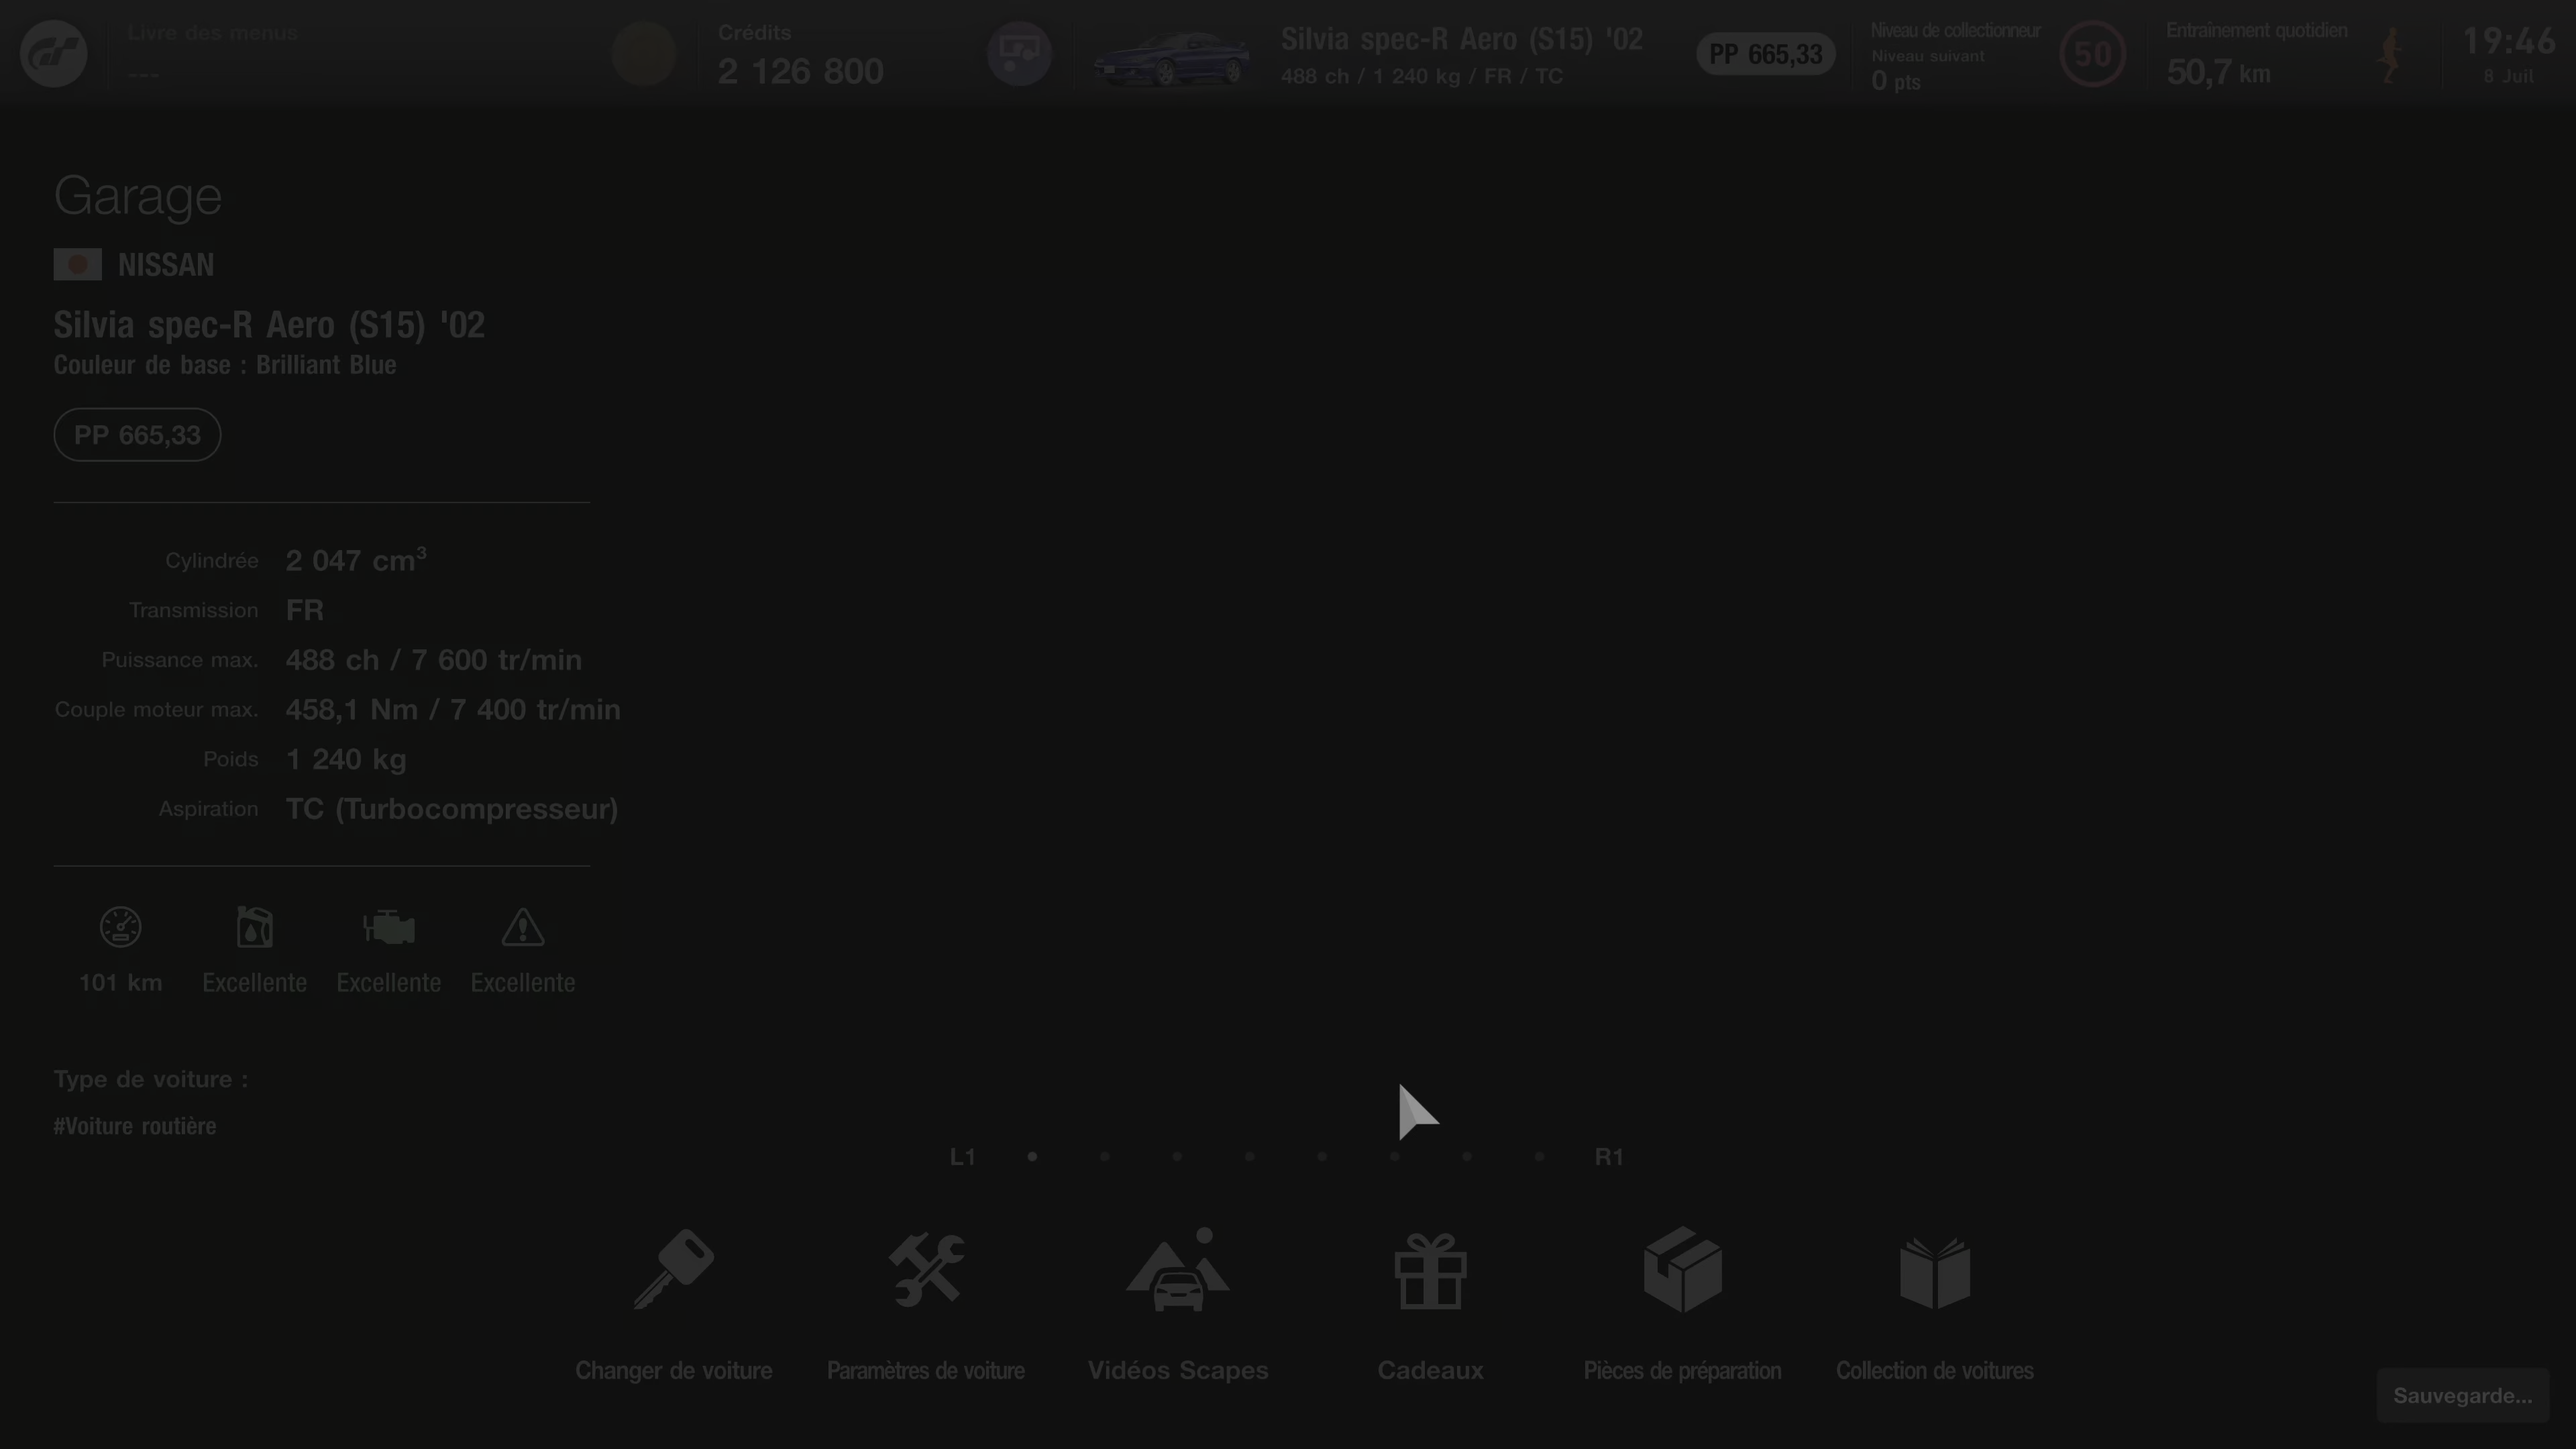 Livre des menus
---
Crédits
2 126 800
Silvia spec-R Aero (S15) '02
488 ch / 1 240 kg / FR / TC
PP 665,33
Niveau de collectionneur
Niveau suivant
0 pts
50
Entraînement quotidien
50,7 km
19:46
8 Juil
Garage
NISSAN
Silvia spec-R Aero (S15) '02
Couleur de base : Brilliant Blue
PP 665,33
Cylindrée 2 047 cm³
Transmission FR
Puissance max. 488 ch / 7 600 tr/min
Couple moteur max. 458,1 Nm / 7 400 tr/min
Poids 1 240 kg
Aspiration TC (Turbocompresseur)
101 km Excellente Excellente Excellente
Type de voiture :
#Voiture routière
L1 R1
Changer de voiture Paramètres de voiture Vidéos Scapes Cadeaux Pièces de préparation Collection de voitures
Sauvegarde...